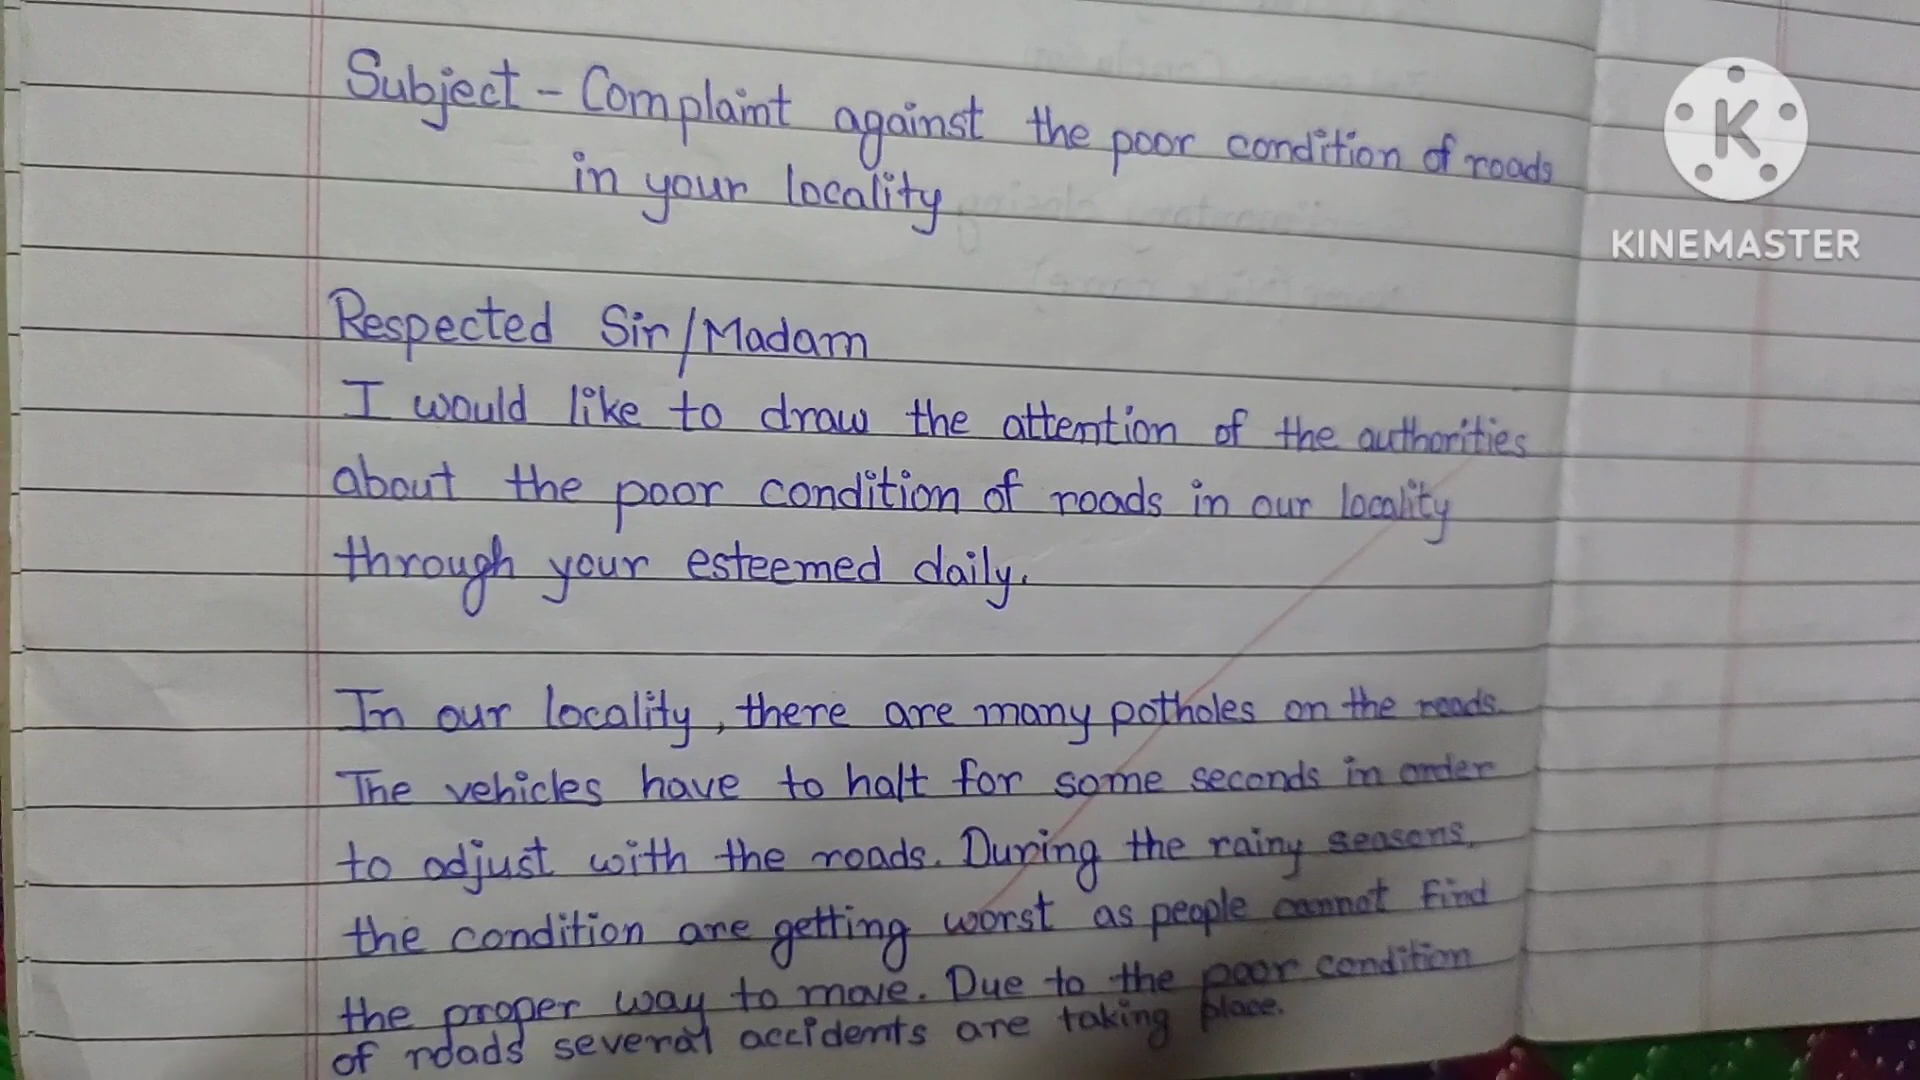 Subject - Complaint against the poor condition of roads
in your locality
KINEMASTER
Respected Sir/Madam
I would like to draw the attention of the authorities
about the poor condition of roads in our locality
through your esteemed daily.
In our locality, there are many potholes on the roads.
The vehicles have to halt for some seconds in order
to adjust with the roads. During the rainy seasons,
the condition are getting worst as people cannot find
the proper way to move. Due to the poor condition
of roads several accidents are taking place.